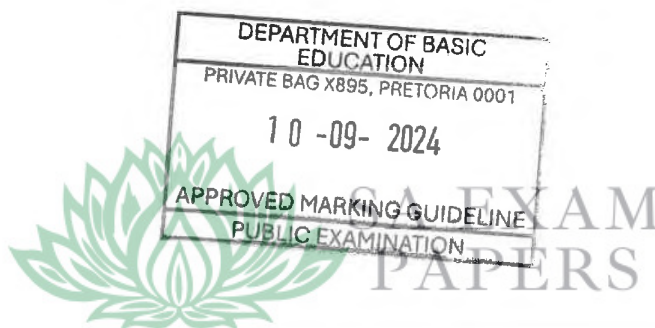 DEPARTMENT OF BASIC
EDUCATION
PRIVATE BAG X895, PRETORIA 0001
10 -09- 2024
APPROVED MARKING GUIDELINE
PUBLIC EXAMINATION
SA EXAM
PAPERS